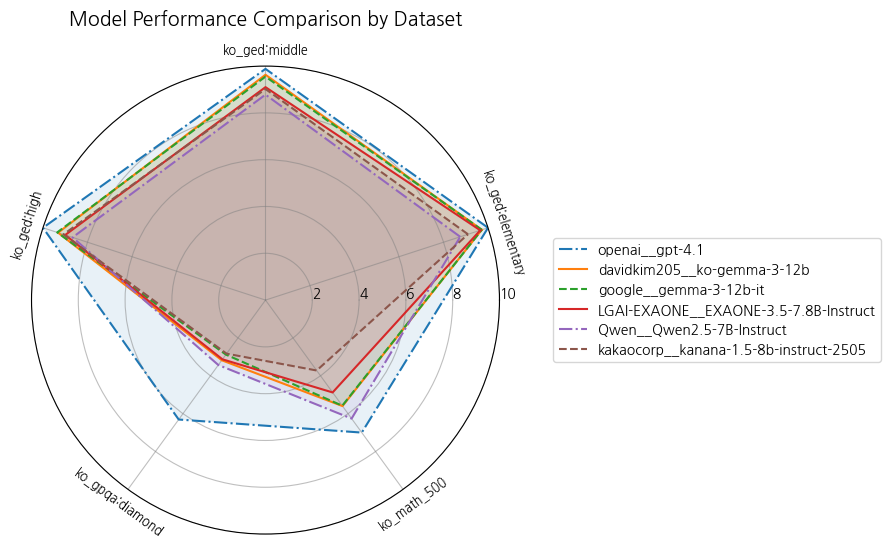 Model Performance Comparison by Dataset
ko_ged:middle
ko_ged:elementary
ko_ged:high
2 4 6 8 10
ko_gpqa:diamond
ko_math_500
openai__gpt-4.1
davidkim205__ko-gemma-3-12b
google__gemma-3-12b-it
LGAI-EXAONE__EXAONE-3.5-7.8B-Instruct
Qwen__Qwen2.5-7B-Instruct
kakaocorp__kanana-1.5-8b-instruct-2505